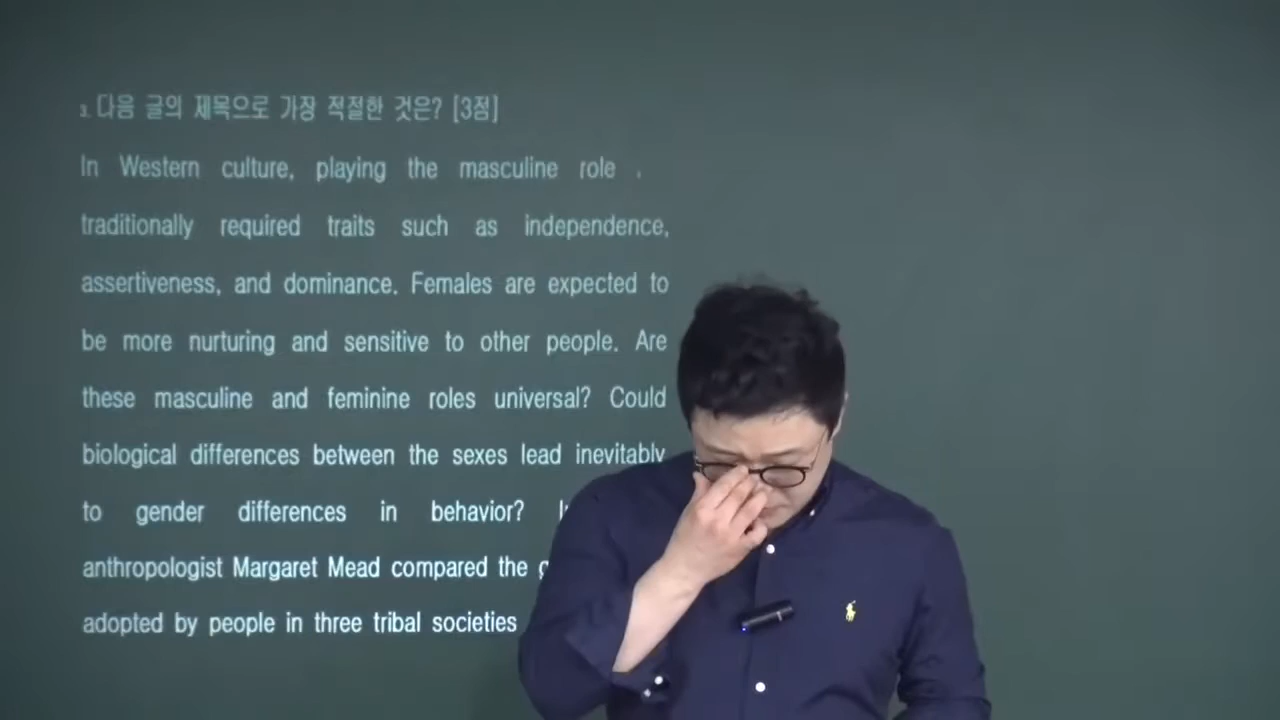 다음 글의 제목으로 가장 적절한 것은? [3점]
In Western culture, playing the masculine role
traditionally required traits such as independence,
assertiveness, and dominance. Females are expected to
be more nurturing and sensitive to other people. Are
these masculine and feminine roles universal? Could
biological differences between the sexes lead inevitably
to gender differences in behavior?
anthropologist Margaret Mead compared the
adopted by people in three tribal societies